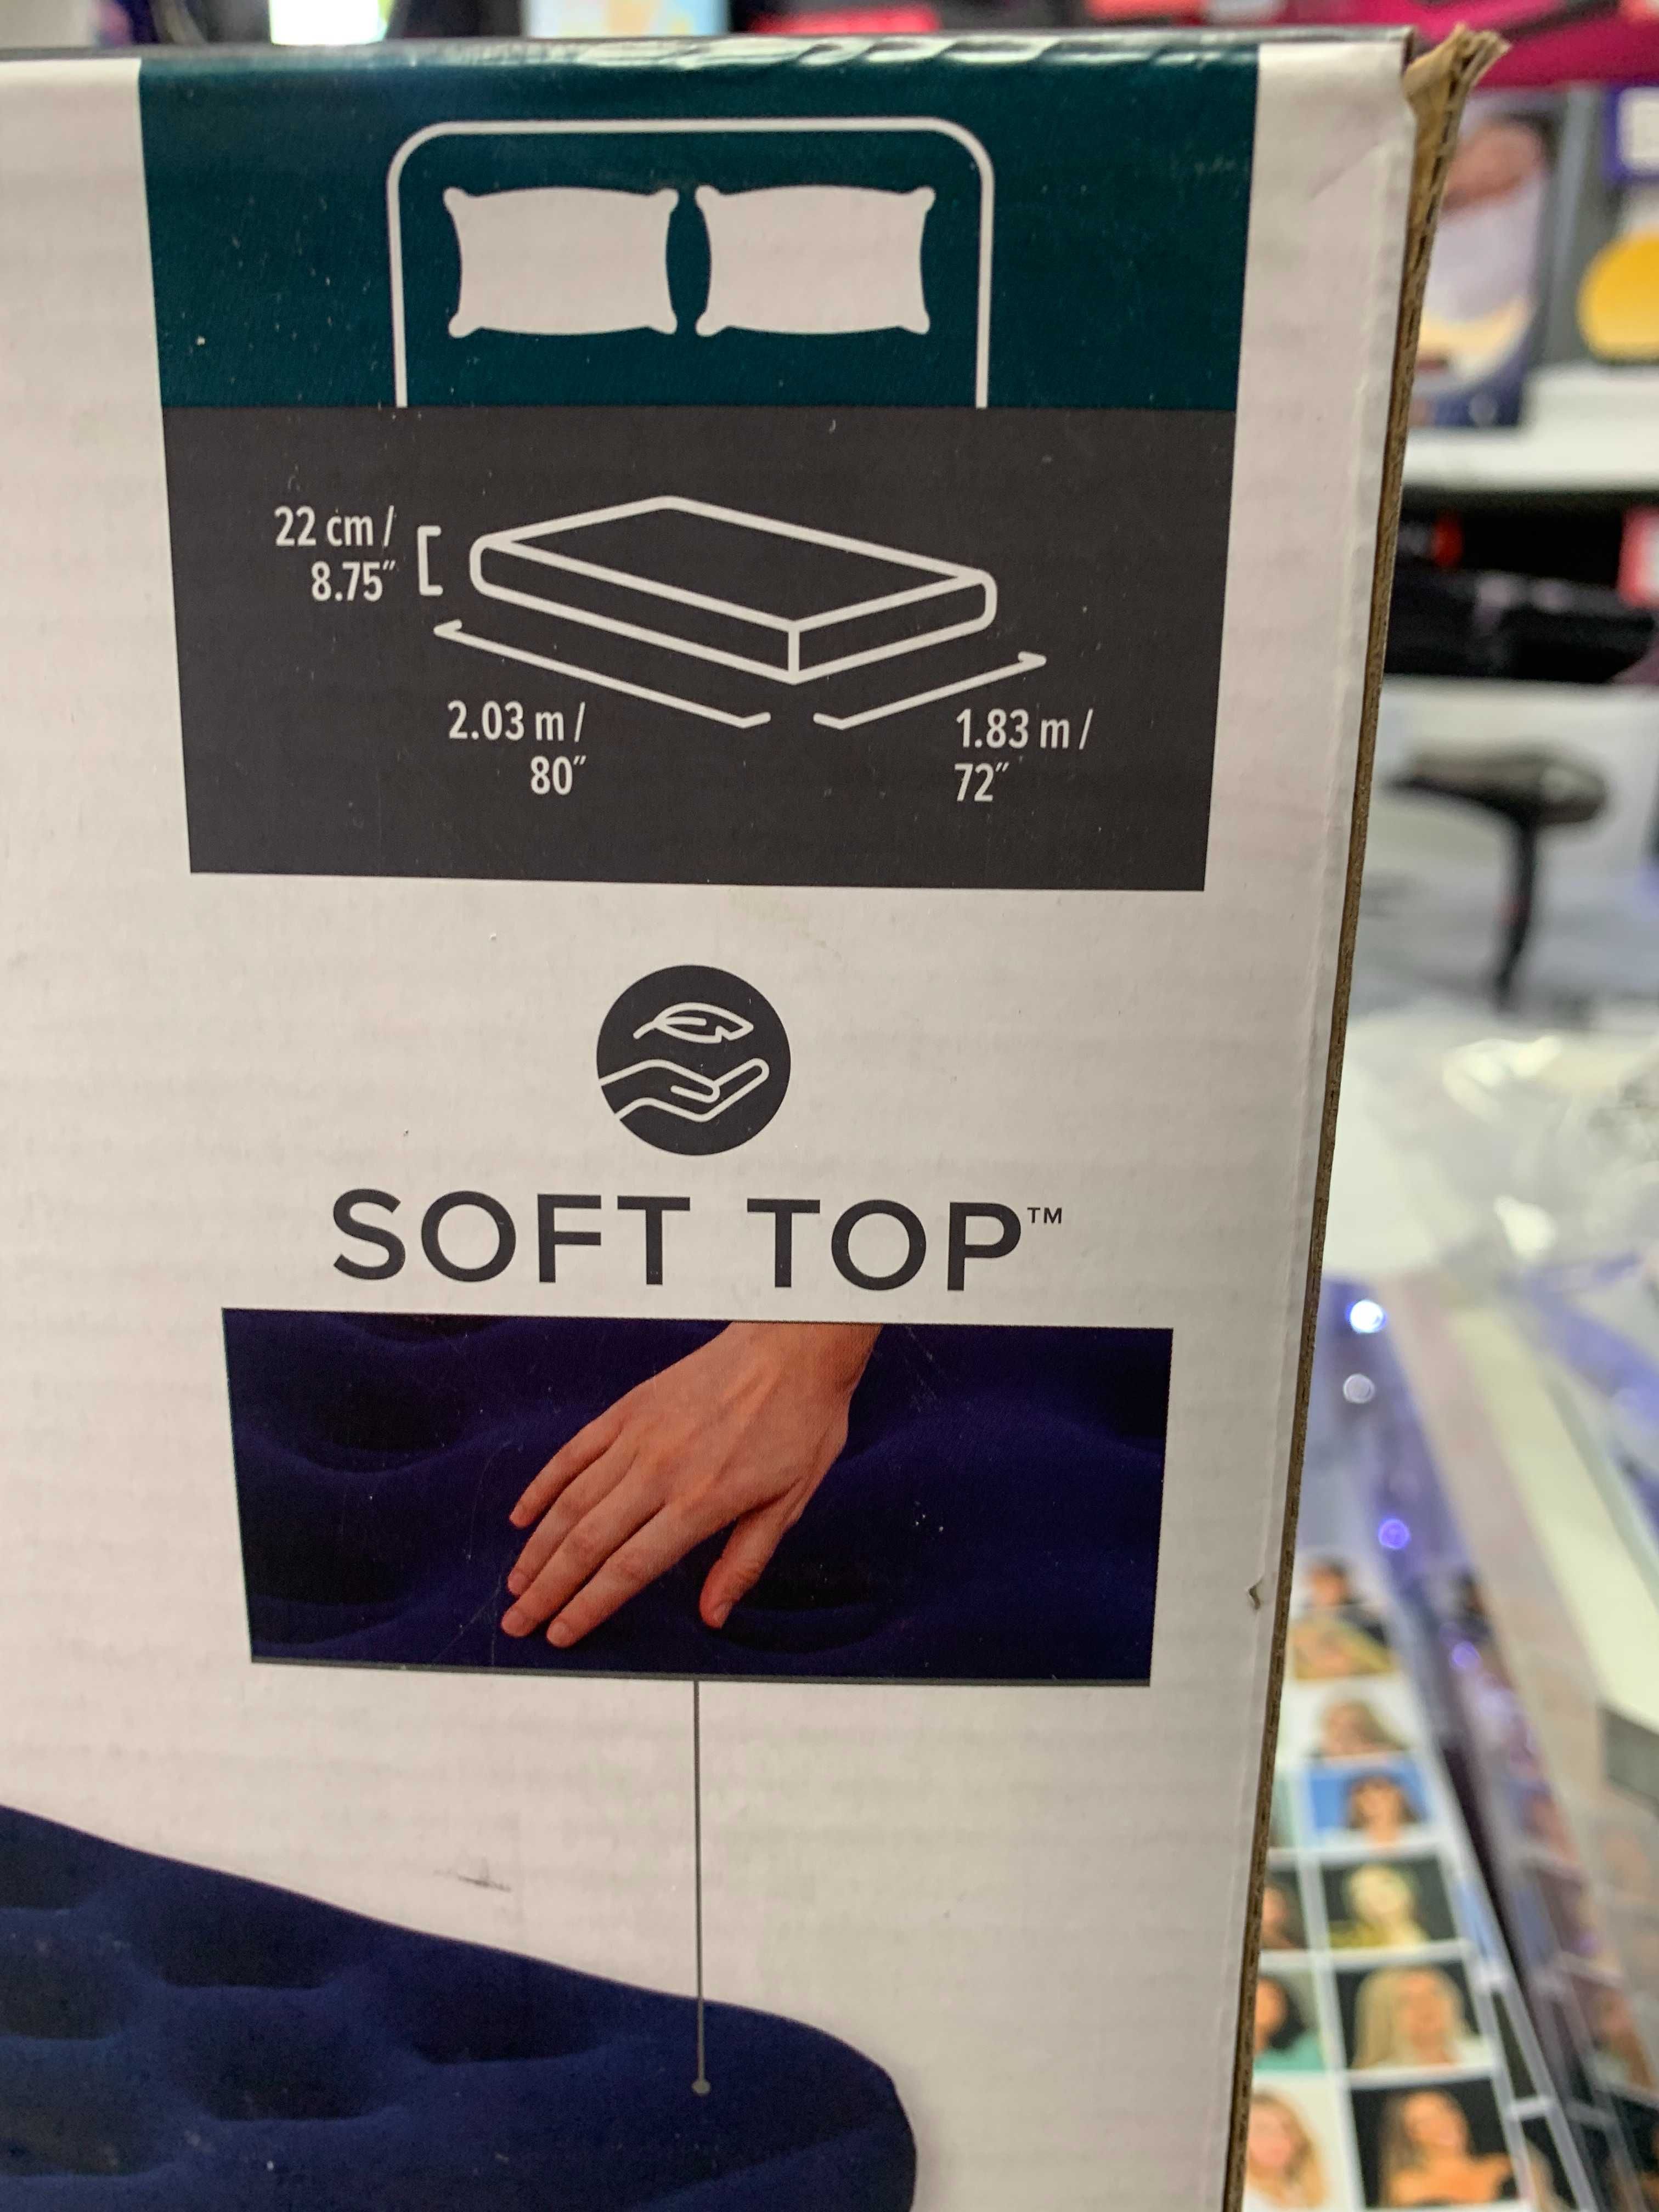 22 cm /
8.75″
2.03 m /
80″
1.83 m /
72″
SOFT TOP™